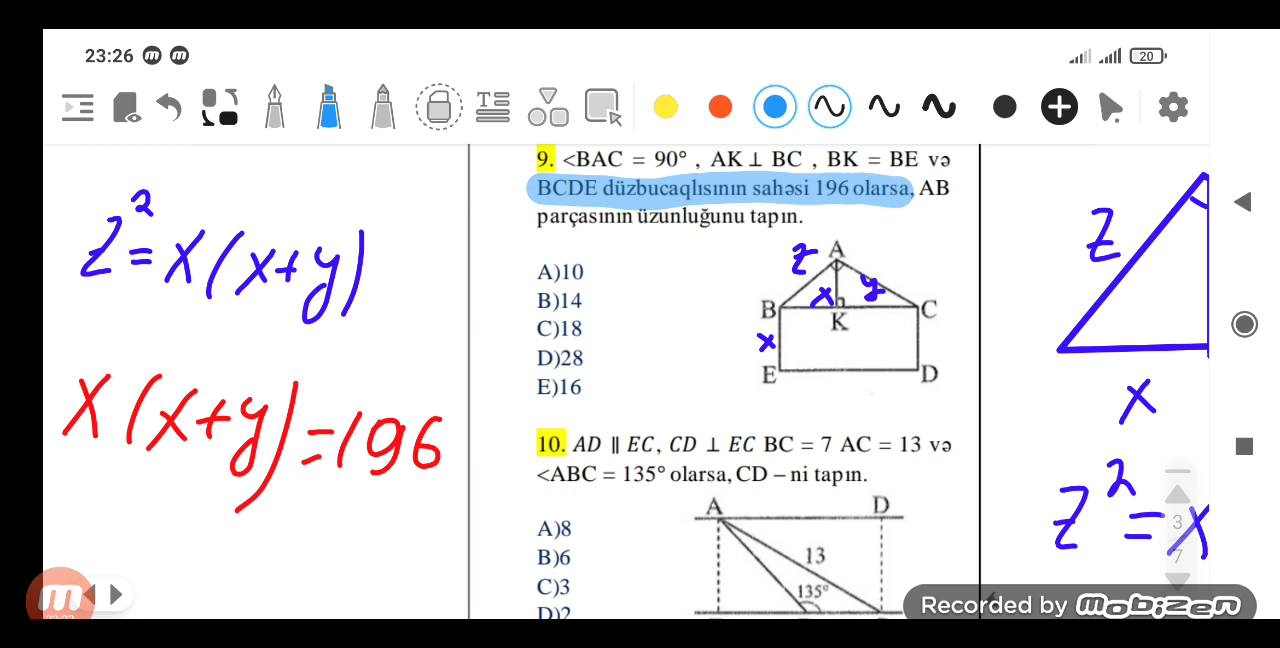 23:26 m m
20
T
9. <BAC = 90° , AK ⊥ BC , BK = BE və
BCDE düzbucaqlısının sahəsi 196 olarsa, AB
parçasının üzunluğunu tapın.
A)10
B)14
C)18
D)28
E)16
z A
x y
B K C
x
E D
z² = x(x+y)
x(x+y)=196
10. AD ∥ EC, CD ⊥ EC BC = 7 AC = 13 və
<ABC = 135° olarsa, CD – ni tapın.
A)8
B)6
C)3
D)2
A D
13
135°
z
x
z² = x
3
7
m
Recorded by mobizen